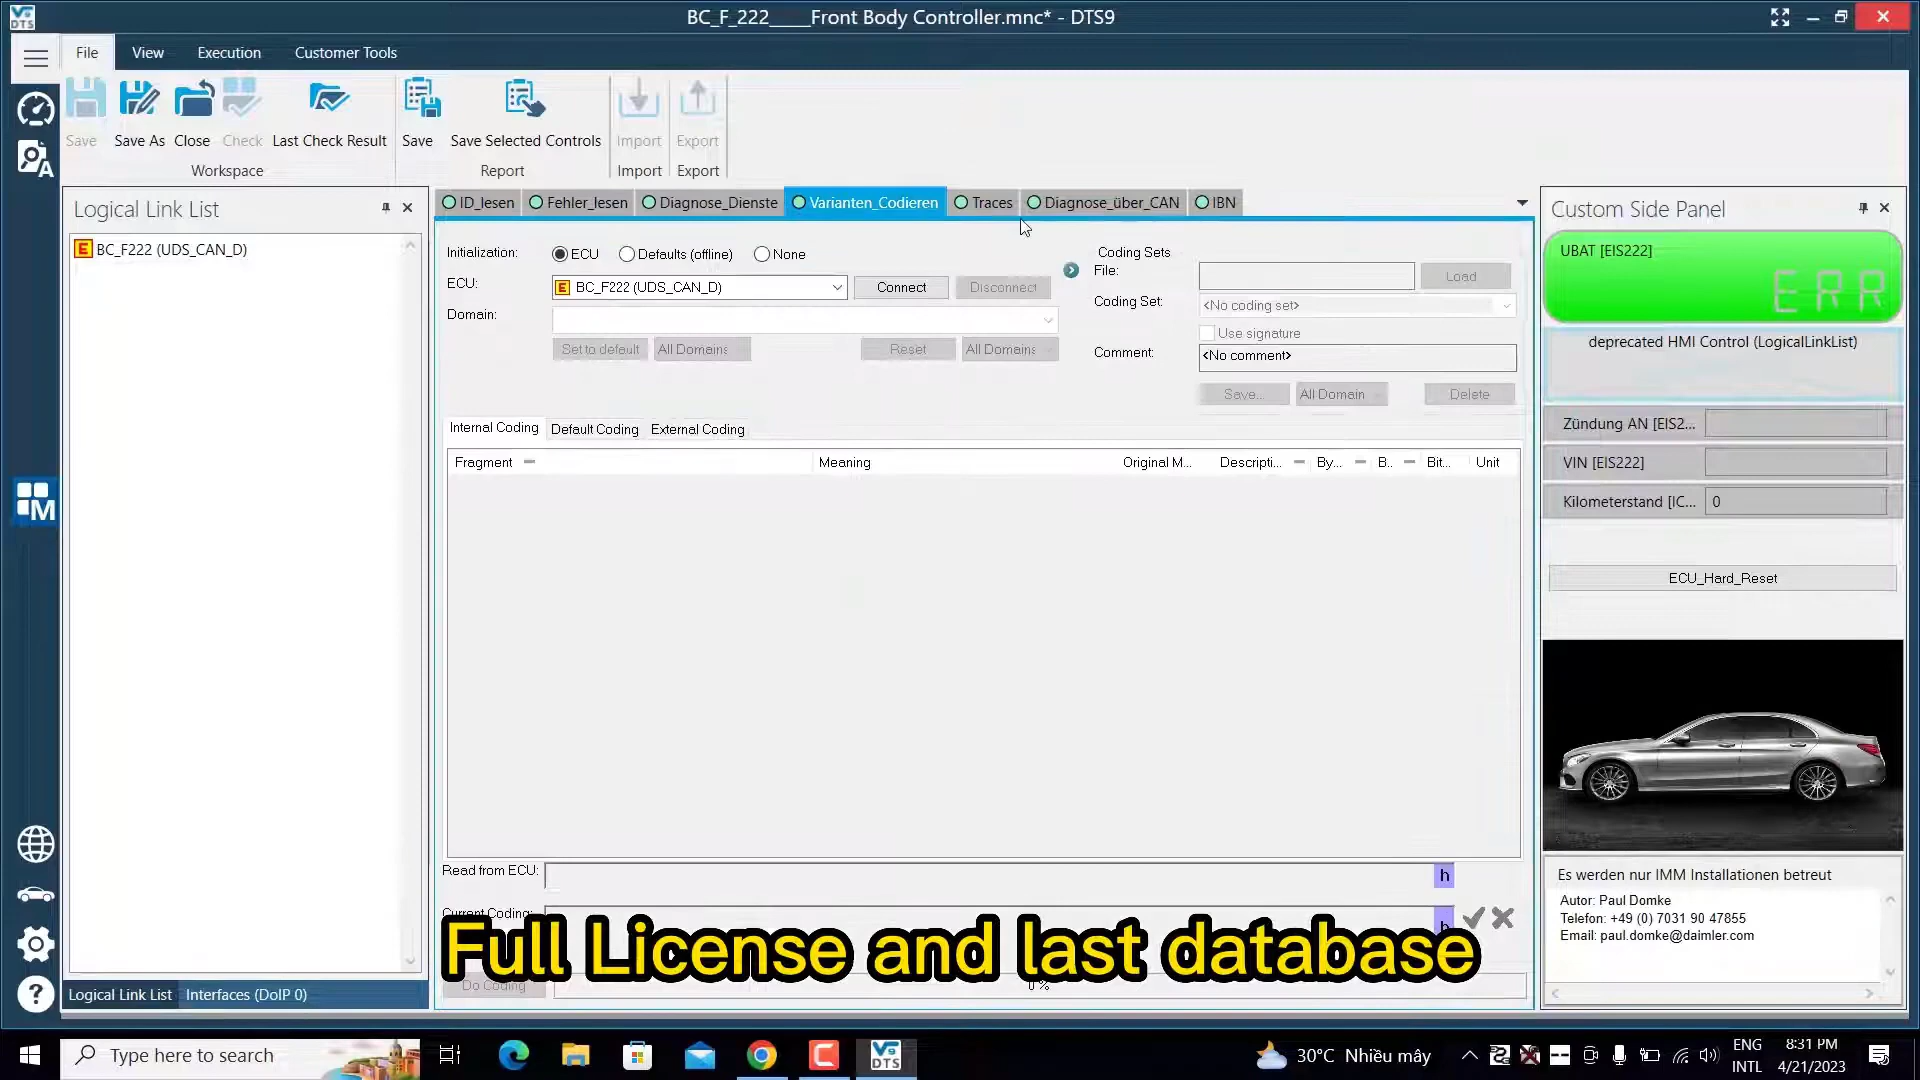 V9
DTS
BC_F_222____Front Body Controller.mnc* - DTS9
File
View
Execution
Customer Tools
Save
Save As
Close
Check
Last Check Result
Workspace
Save
Save Selected Controls
Report
Import
Import
Export
Export
Logical Link List
BC_F222 (UDS_CAN_D)
Logical Link List
Interfaces (DoIP 0)
ID_lesen
Fehler_lesen
Diagnose_Dienste
Varianten_Codieren
Traces
Diagnose_über_CAN
IBN
Initialization:
ECU
Defaults (offline)
None
ECU:
E
BC_F222 (UDS_CAN_D)
Connect
Disconnect
Domain:
Set to default
All Domains
Reset
All Domains
Coding Sets
File:
Load
Coding Set:
<No coding set>
Use signature
Comment:
<No comment>
Save...
All Domain
Delete
Internal Coding
Default Coding
External Coding
Fragment
Meaning
Original M...
Descripti...
By...
B..
Bit...
Unit
Read from ECU:
h
Current Coding:
h
Full License and last database
Do Coding
0 %
Custom Side Panel
UBAT [EIS222]
ERR
deprecated HMI Control (LogicalLinkList)
Zündung AN [EIS2...
VIN [EIS222]
Kilometerstand [IC...
0
ECU_Hard_Reset
Es werden nur IMM Installationen betreut
Autor: Paul Domke
Telefon: +49 (0) 7031 90 47855
Email: paul.domke@daimler.com
Type here to search
V9
DTS
30°C Nhiều mây
ENG
INTL
8:31 PM
4/21/2023